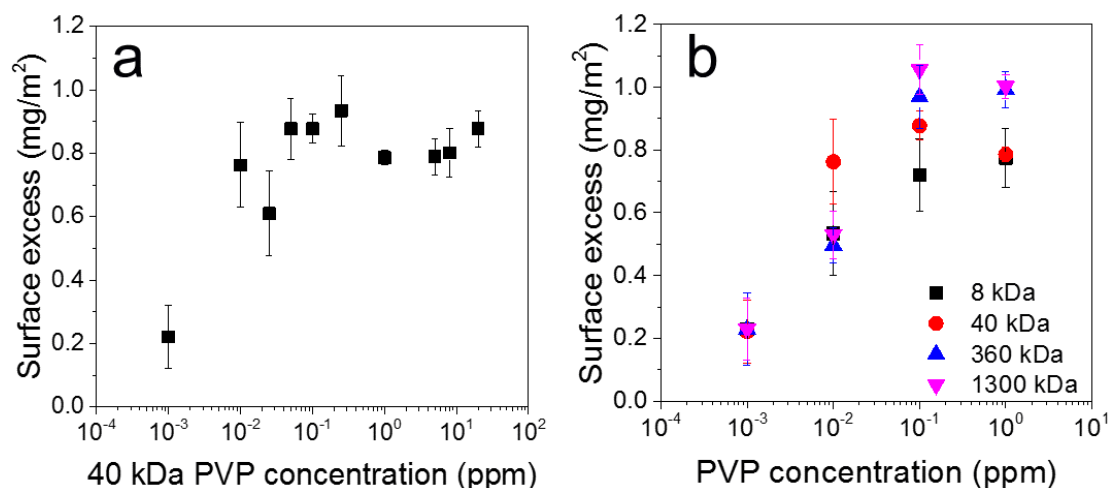 a
Surface excess (mg/m²)
1.2
1.0
0.8
0.6
0.4
0.2
0.0
10⁻⁴ 10⁻³ 10⁻² 10⁻¹ 10⁰ 10¹ 10²
40 kDa PVP concentration (ppm)
b
Surface excess (mg/m²)
1.2
1.0
0.8
0.6
0.4
0.2
0.0
8 kDa
40 kDa
360 kDa
1300 kDa
10⁻⁴ 10⁻³ 10⁻² 10⁻¹ 10⁰ 10¹
PVP concentration (ppm)